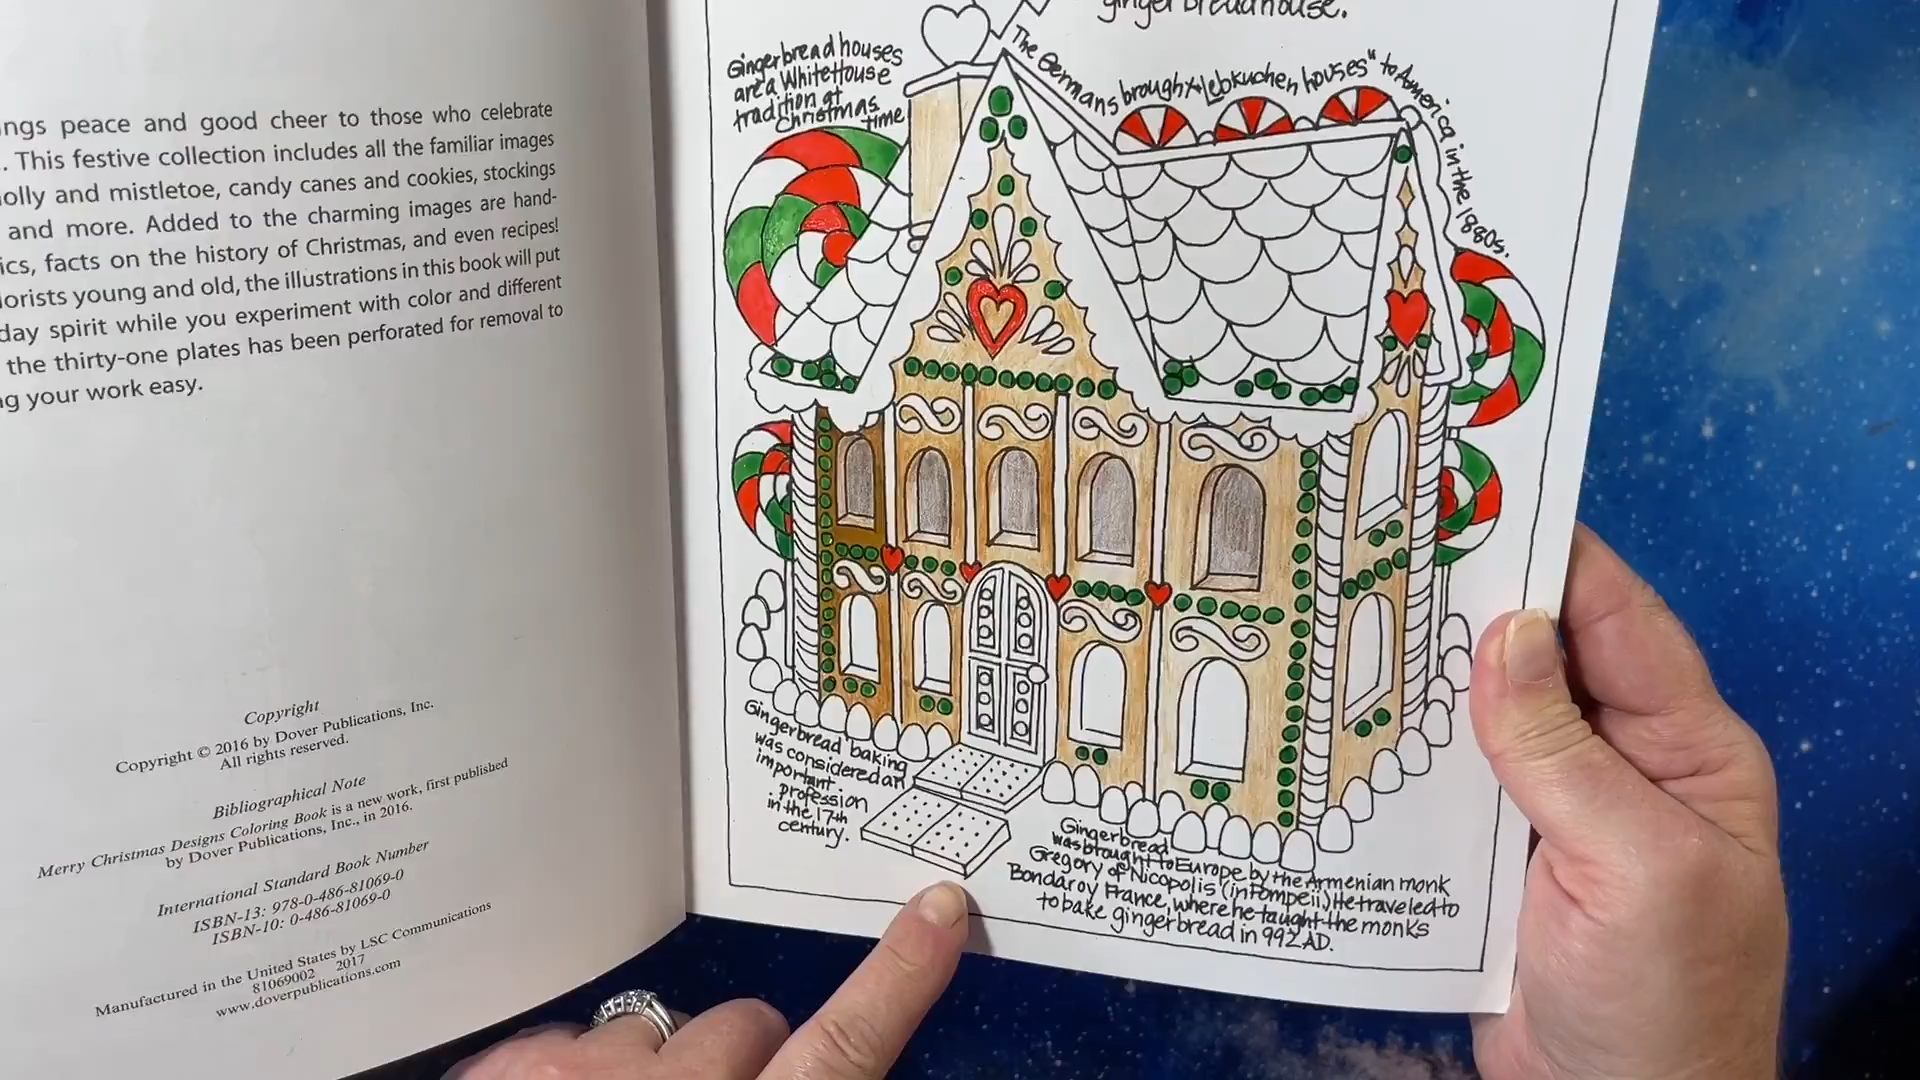 ngs peace and good cheer to those who celebrate
. This festive collection includes all the familiar images
olly and mistletoe, candy canes and cookies, stockings
and more. Added to the charming images are hand-
ics, facts on the history of Christmas, and even recipes!
lorists young and old, the illustrations in this book will put
day spirit while you experiment with color and different
the thirty-one plates has been perforated for removal to
ng your work easy.
Copyright
Copyright © 2016 by Dover Publications, Inc.
All rights reserved.
Bibliographical Note
Merry Christmas Designs Coloring Book is a new work, first published
by Dover Publications, Inc., in 2016.
International Standard Book Number
ISBN-13: 978-0-486-81069-0
ISBN-10: 0-486-81069-0
Manufactured in the United States by LSC Communications
81069002 2017
www.doverpublications.com
gingerbread house.
Gingerbread houses
are a White House
tradition at
Christmas
time
The Germans brought "Lebkuchen houses" to America in the 1880s.
Gingerbread baking
was considered an
important
profession
in the 17th
century.
Gingerbread
was brought to Europe by the Armenian monk
Gregory of Nicopolis (in Pompeii.) He traveled to
Bondaroy France, where he taught the monks
to bake gingerbread in 992 AD.